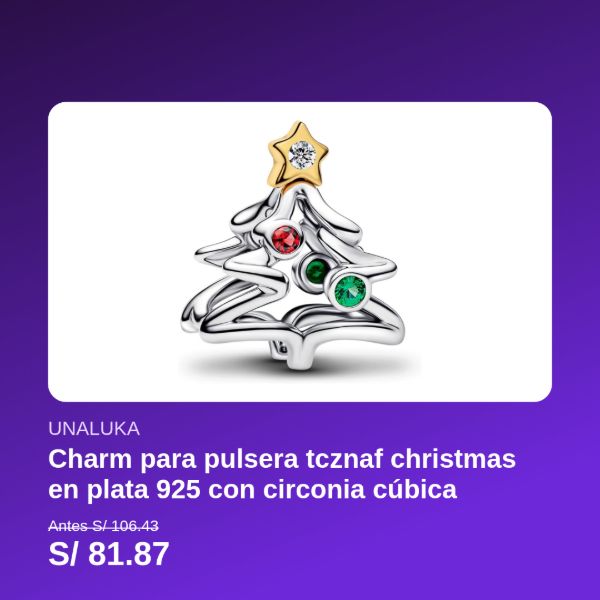 UNALUKA
Charm para pulsera tcznaf christmas
en plata 925 con circonia cúbica
Antes S/ 106.43
S/ 81.87